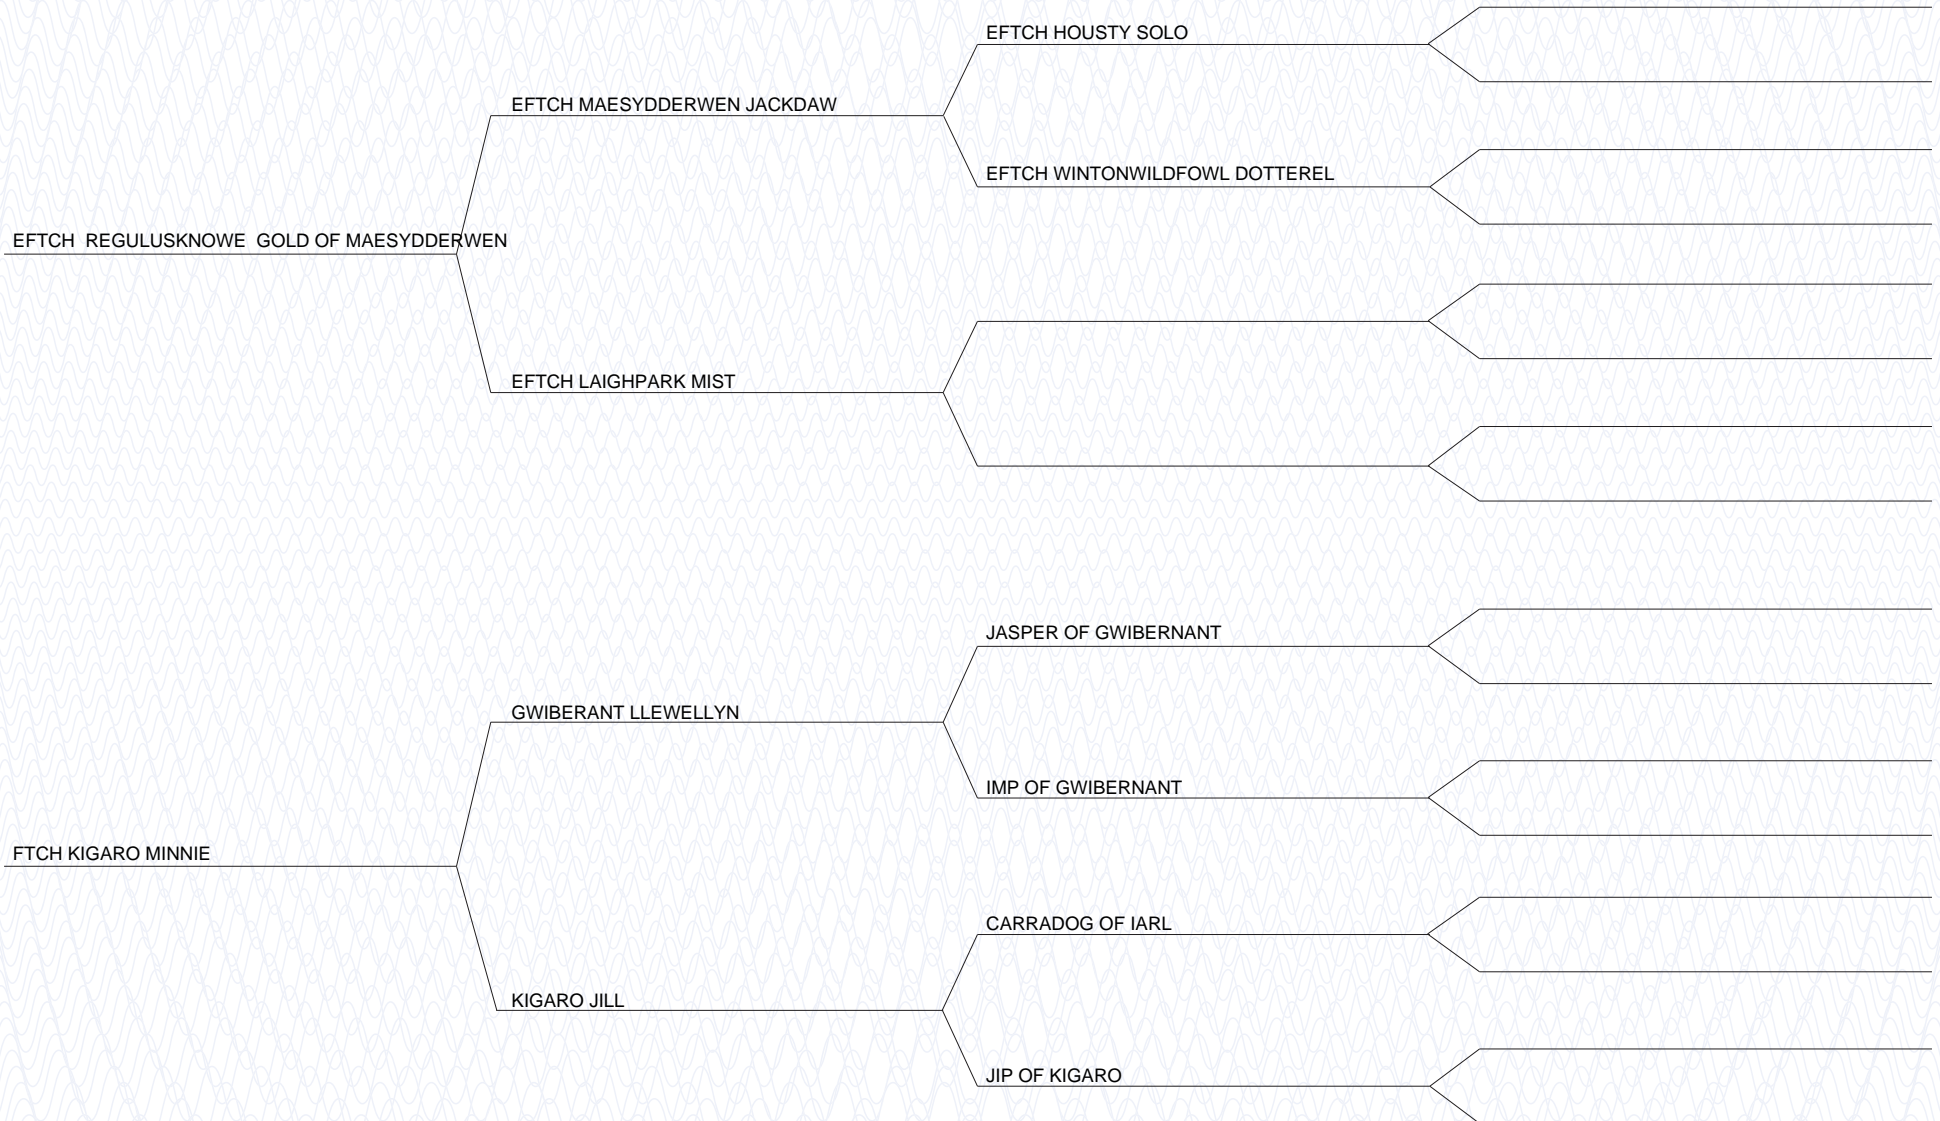 EFTCH HOUSTY SOLO
EFTCH MAESYDDERWEN JACKDAW
EFTCH WINTONWILDFOWL DOTTEREL
EFTCH  REGULUSKNOWE  GOLD OF MAESYDDERWEN
EFTCH LAIGHPARK MIST
JASPER OF GWIBERNANT
GWIBERANT LLEWELLYN
IMP OF GWIBERNANT
FTCH KIGARO MINNIE
CARRADOG OF IARL
KIGARO JILL
JIP OF KIGARO